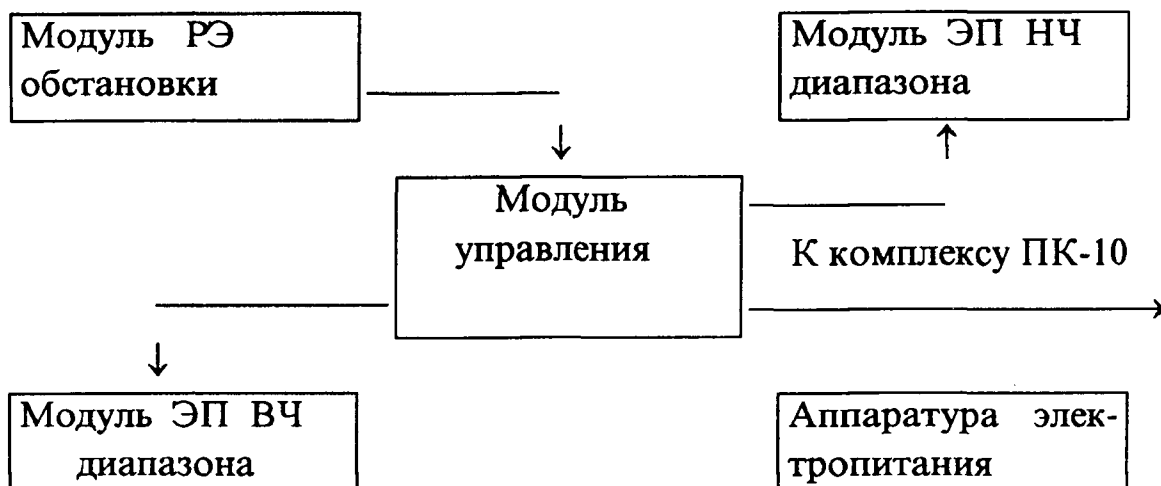 Модуль РЭ
обстановки
Модуль ЭП НЧ
диапазона
Модуль
управления
К комплексу ПК-10
Модуль ЭП ВЧ
диапазона
Аппаратура элек-
тропитания